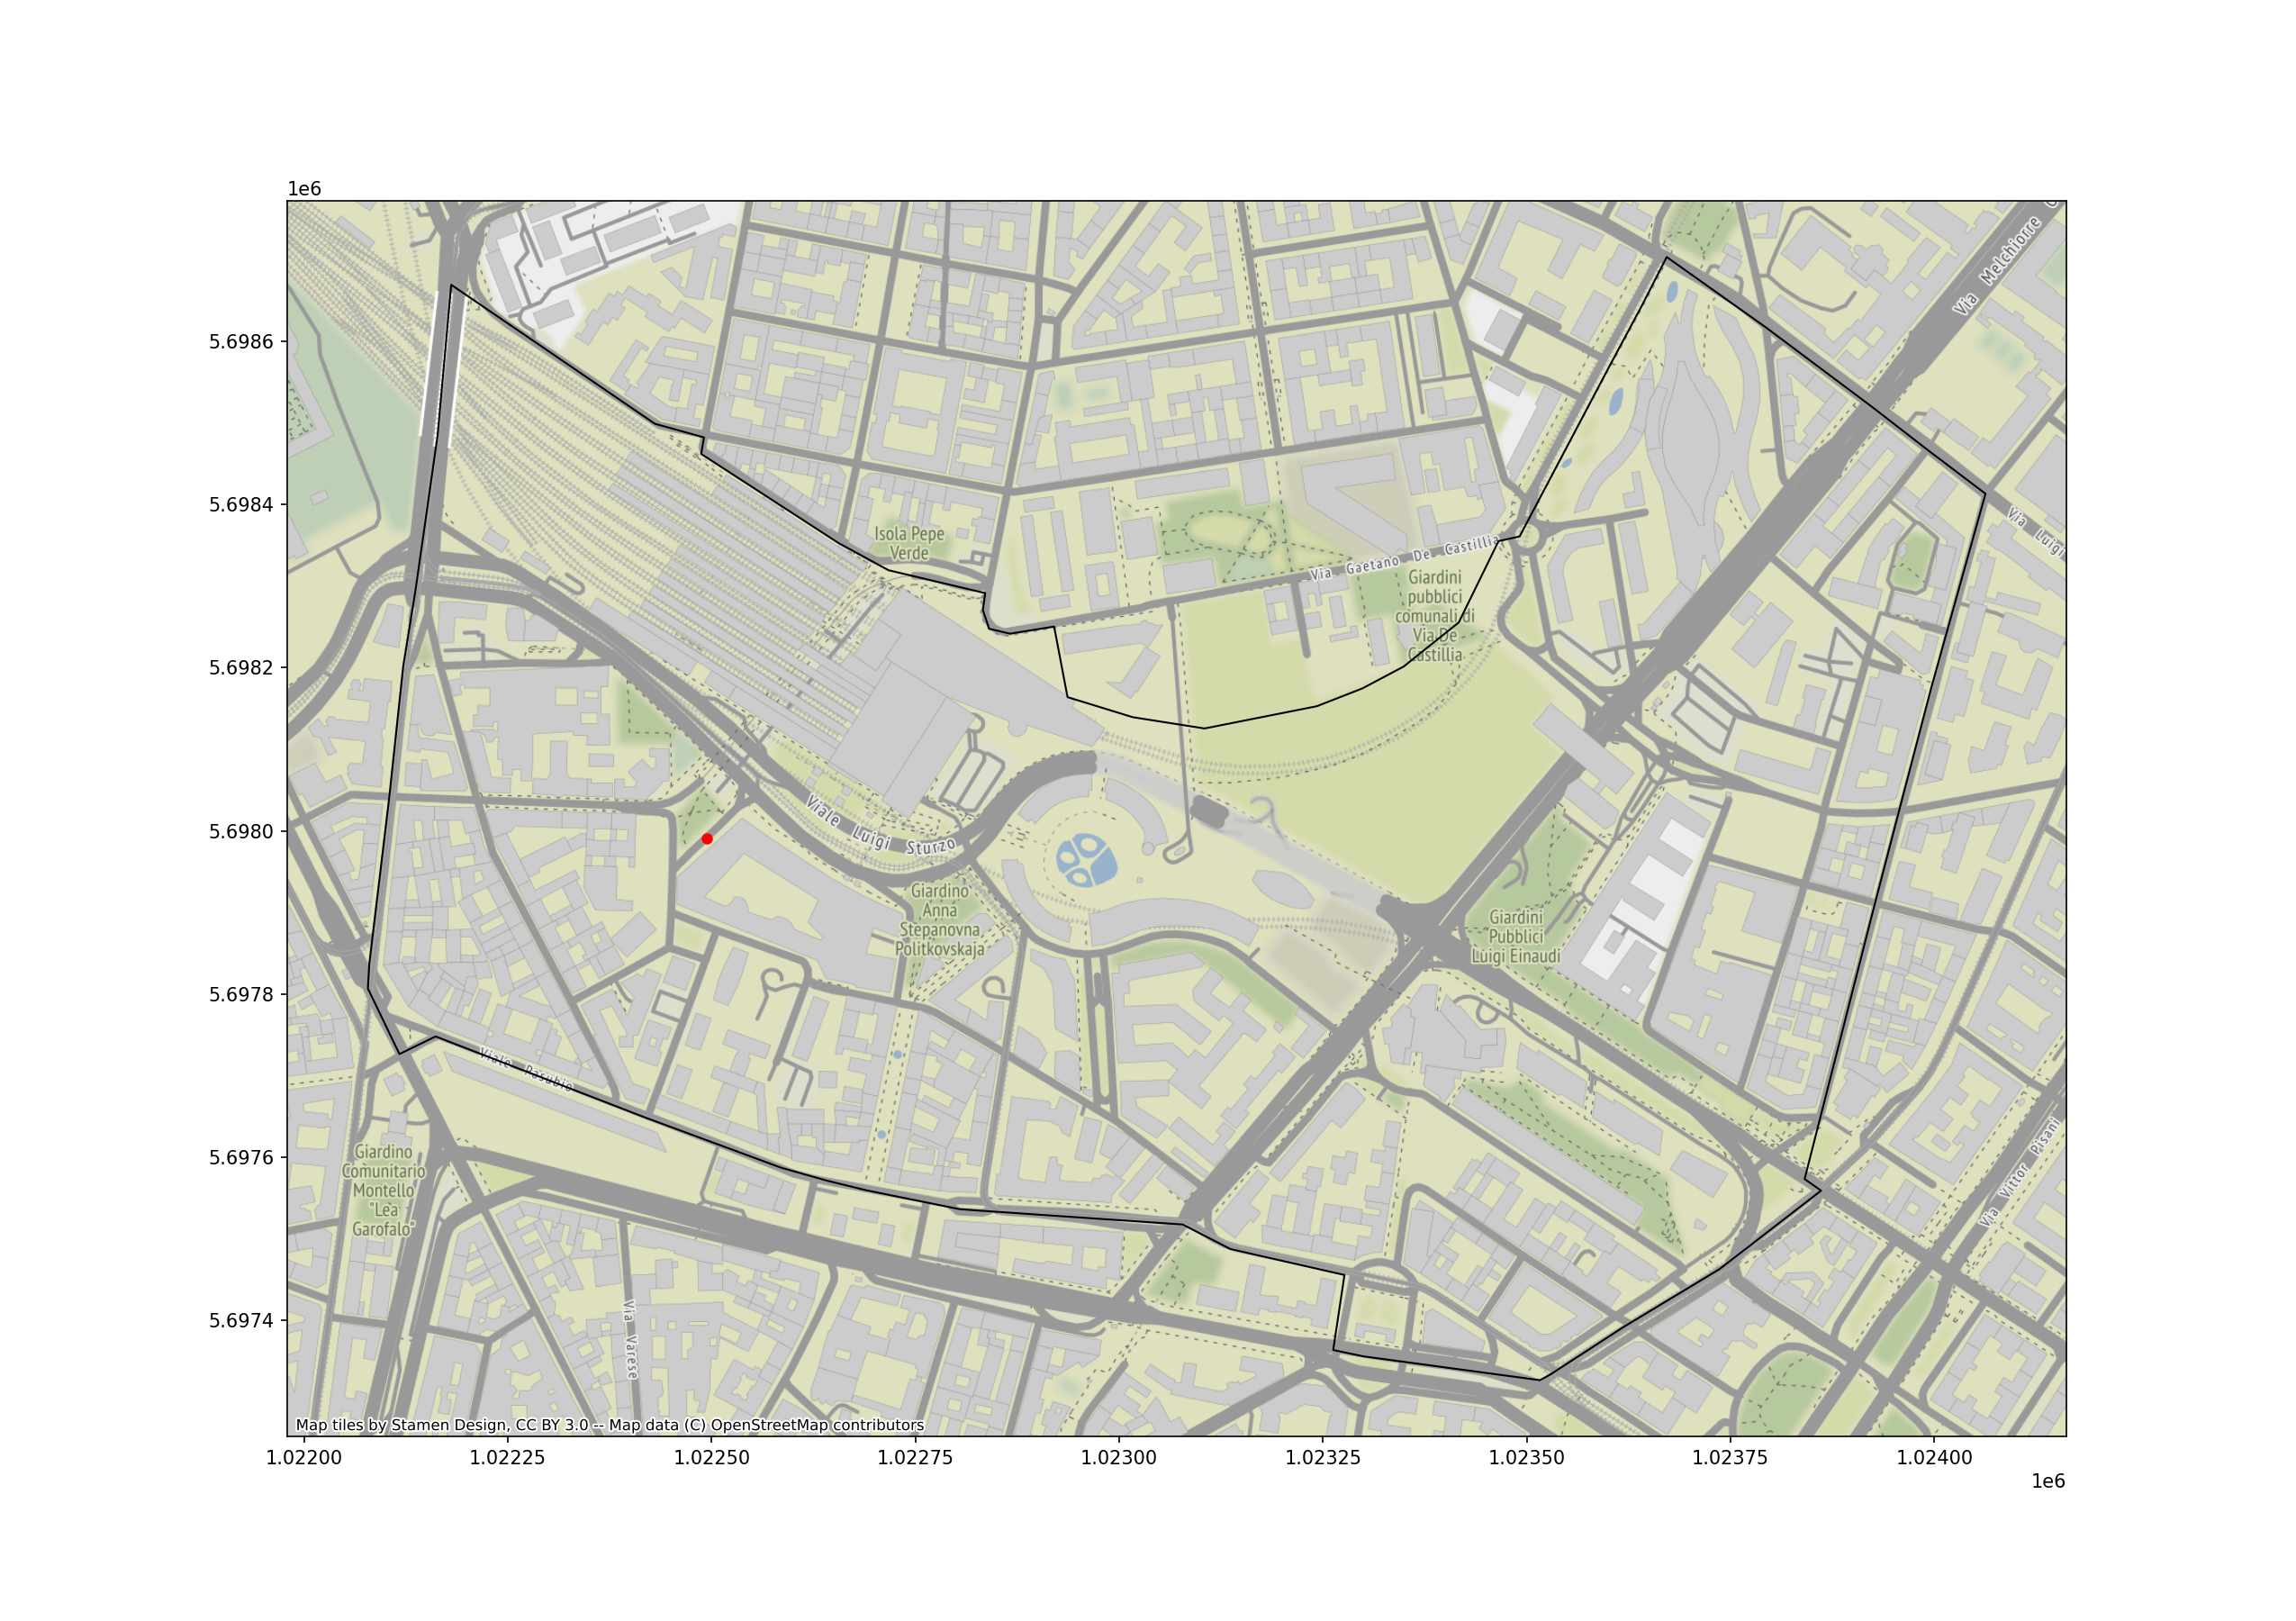 1e6
Via Melchiorre
5.6986
5.6984
5.6982
5.6980
5.6978
5.6976
5.6974
Isola Pepe
Verde
Via Gaetano De Castillia
Via Luigi
Giardini
pubblici
comunali di
Via De
Castillia
Viale Luigi Sturzo
Giardino
Anna
Stepanovna
Politkovskaja
Giardini
Pubblici
Luigi Einaudi
Viale Pasubio
Giardino
Comunitario
Montello
"Lea
Garofalo"
Via Vittor Pisani
Via Varese
Map tiles by Stamen Design, CC BY 3.0 -- Map data (C) OpenStreetMap contributors
1.02200 1.02225 1.02250 1.02275 1.02300 1.02325 1.02350 1.02375 1.02400
1e6